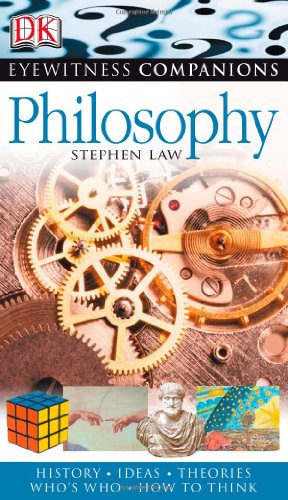 DK
EYEWITNESS COMPANIONS
Philosophy
STEPHEN LAW
HISTORY • IDEAS • THEORIES
WHO'S WHO • HOW TO THINK